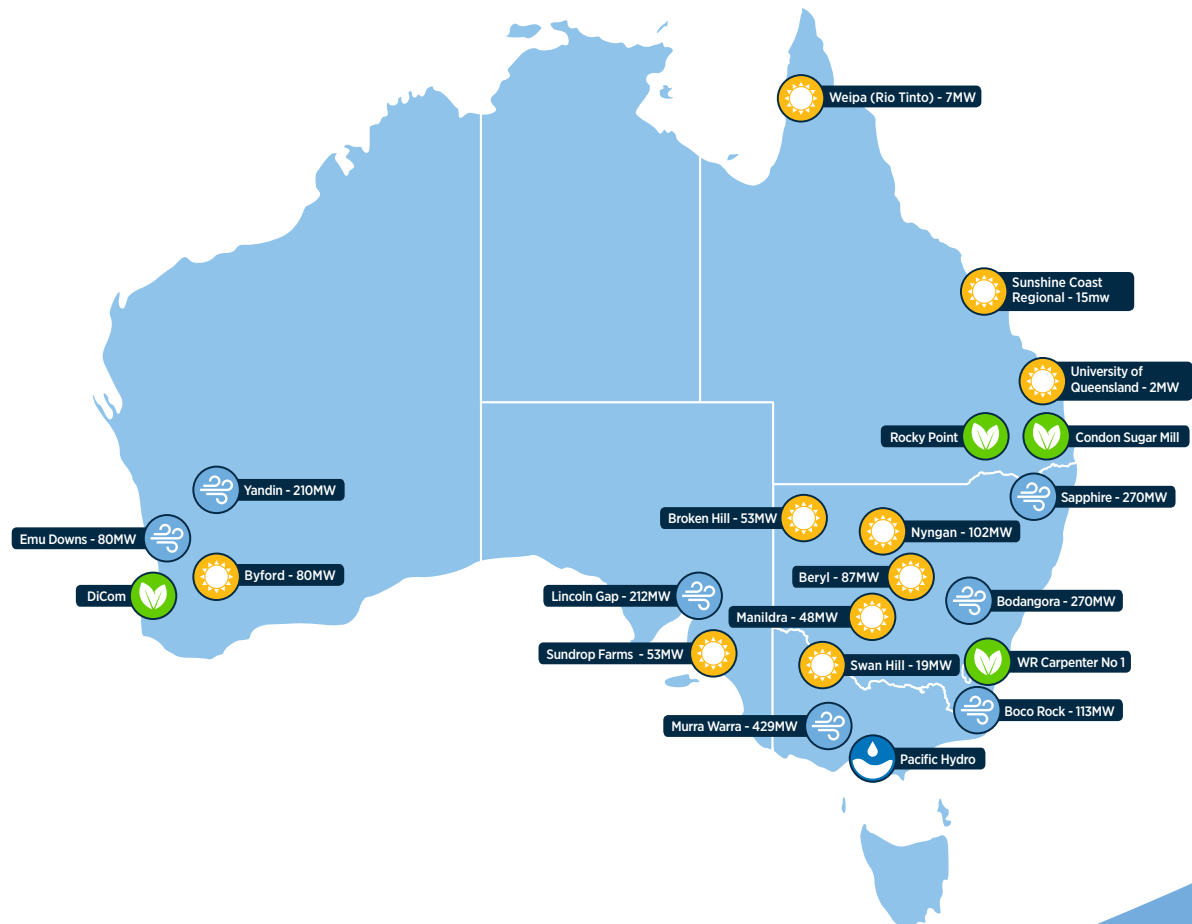 Weipa (Rio Tinto) - 7MW
Sunshine Coast
Regional - 15mw
University of
Queensland - 2MW
Rocky Point
Condon Sugar Mill
Yandin - 210MW
Sapphire - 270MW
Broken Hill - 53MW
Nyngan - 102MW
Emu Downs - 80MW
Byford - 80MW
Beryl - 87MW
DiCom
Lincoln Gap - 212MW
Bodangora - 270MW
Manildra - 48MW
Sundrop Farms - 53MW
Swan Hill - 19MW
WR Carpenter No 1
Boco Rock - 113MW
Murra Warra - 429MW
Pacific Hydro